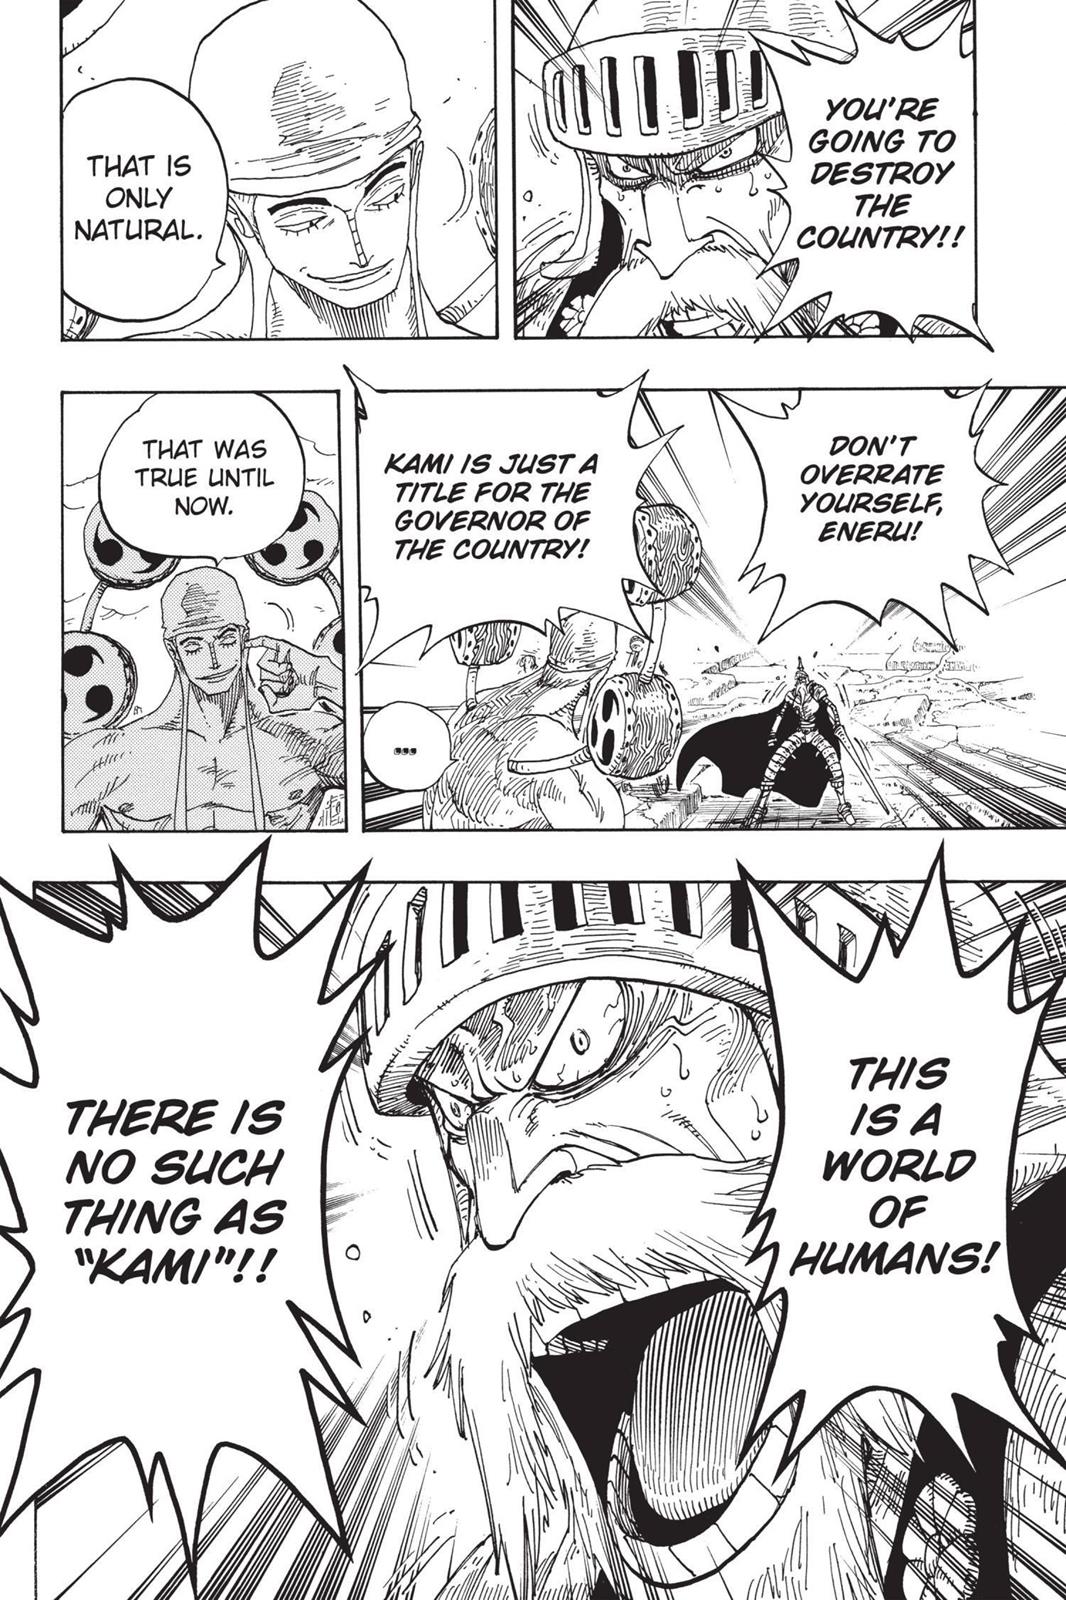 YOU'RE
GOING TO
DESTROY
THE
COUNTRY!!
THAT IS
ONLY
NATURAL.
DON'T
OVERRATE
YOURSELF,
ENERU!
KAMI IS JUST A
TITLE FOR THE
GOVERNOR OF
THE COUNTRY!
...
THAT WAS
TRUE UNTIL
NOW.
THIS
IS A
WORLD
OF
HUMANS!
THERE IS
NO SUCH
THING AS
"KAMI"!!